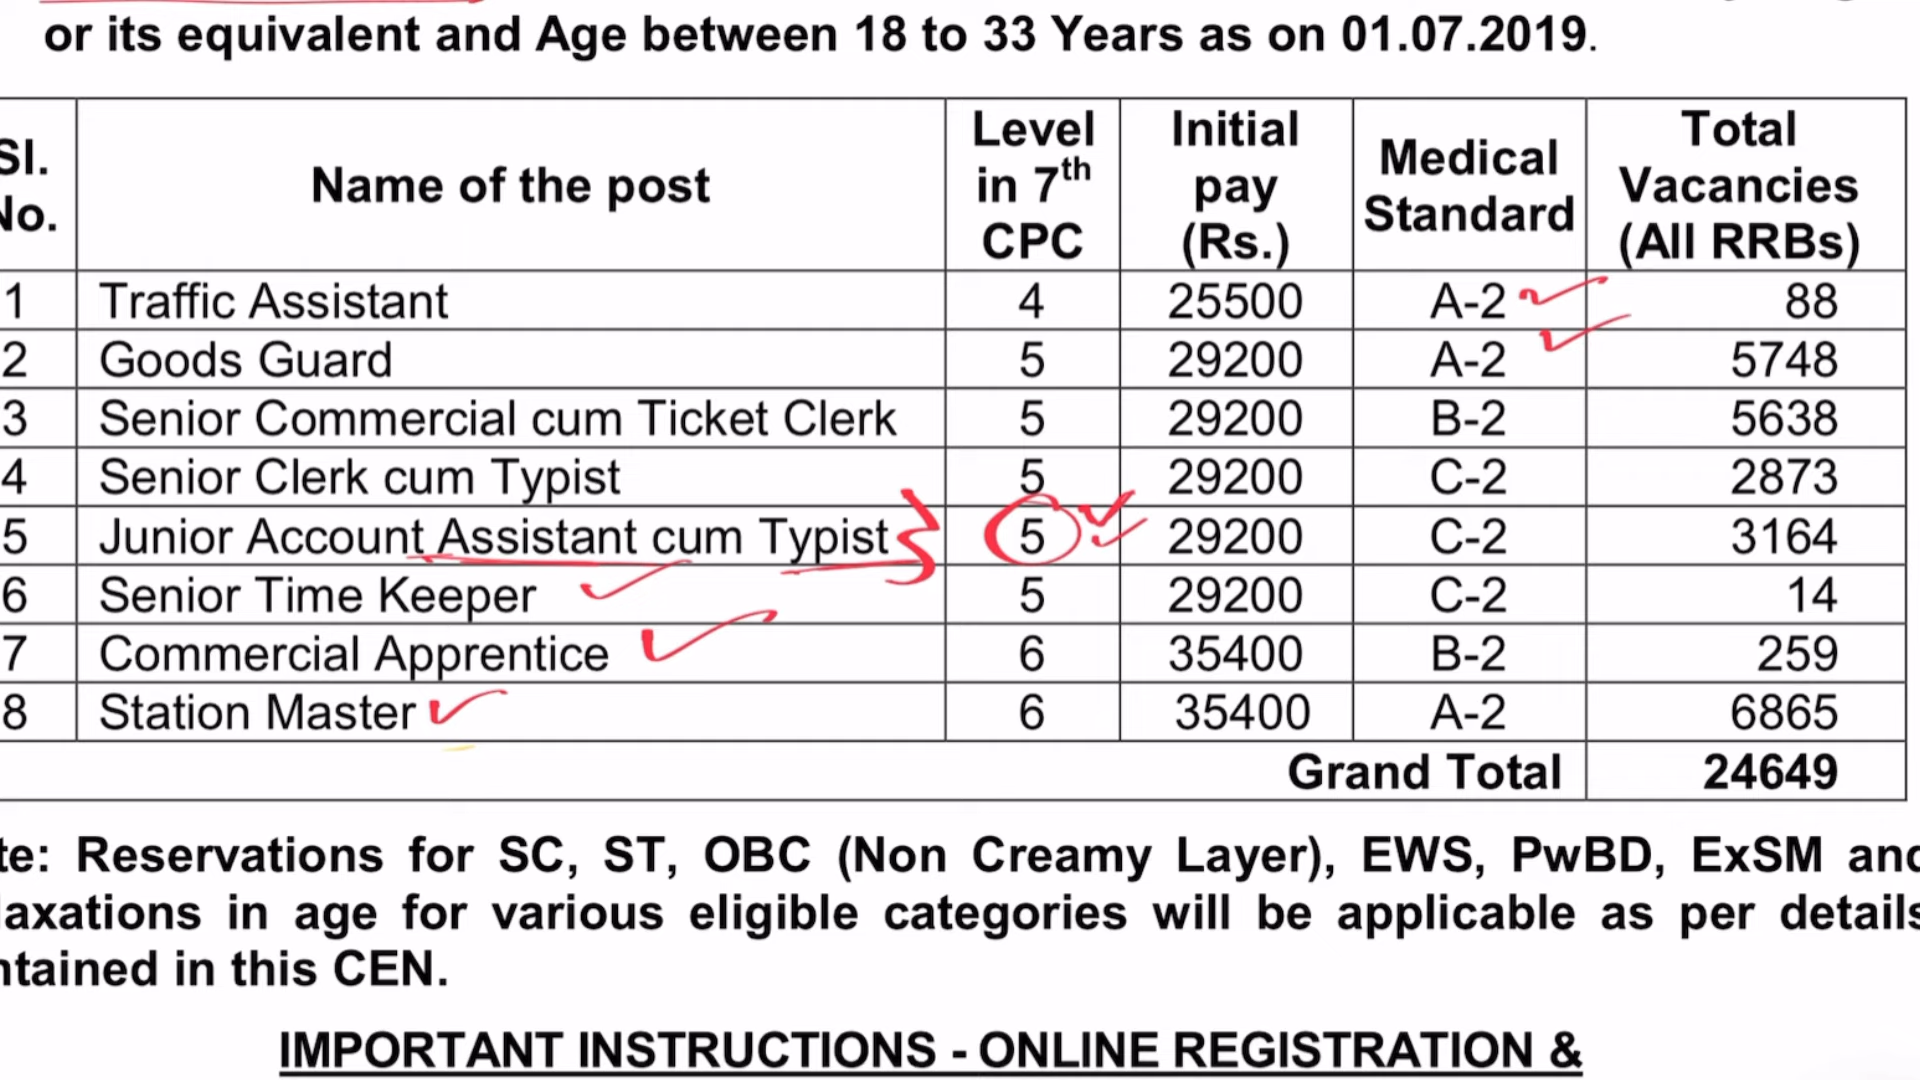 or its equivalent and Age between 18 to 33 Years as on 01.07.2019.
Sl. No. Name of the post Level in 7th CPC Initial pay (Rs.) Medical Standard Total Vacancies (All RRBs)
1 Traffic Assistant 4 25500 A-2 88
2 Goods Guard 5 29200 A-2 5748
3 Senior Commercial cum Ticket Clerk 5 29200 B-2 5638
4 Senior Clerk cum Typist 5 29200 C-2 2873
5 Junior Account Assistant cum Typist 5 29200 C-2 3164
6 Senior Time Keeper 5 29200 C-2 14
7 Commercial Apprentice 6 35400 B-2 259
8 Station Master 6 35400 A-2 6865
Grand Total 24649
te: Reservations for SC, ST, OBC (Non Creamy Layer), EWS, PwBD, ExSM and
laxations in age for various eligible categories will be applicable as per details
ntained in this CEN.
IMPORTANT INSTRUCTIONS - ONLINE REGISTRATION &